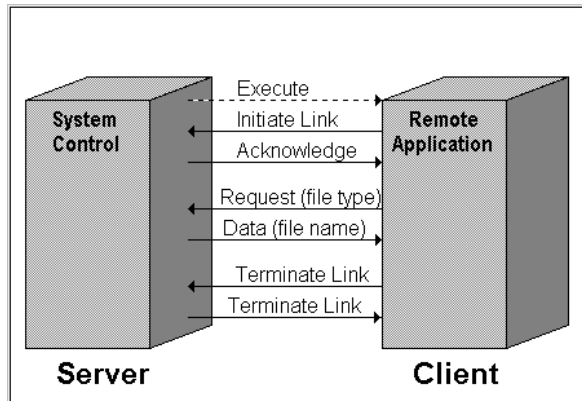 Execute
System Control
Remote Application
Initiate Link
Acknowledge
Request (file type)
Data (file name)
Terminate Link
Terminate Link
Server
Client